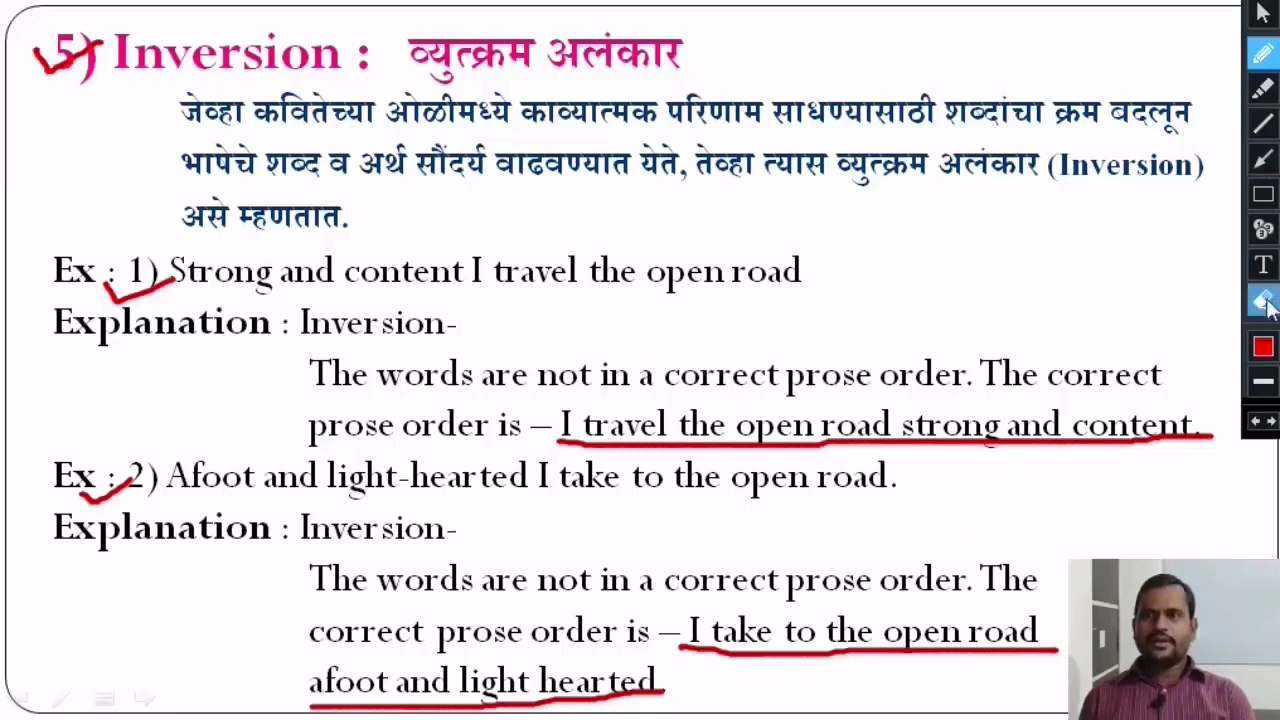 5) Inversion : व्युत्क्रम अलंकार
जेव्हा कवितेच्या ओळीमध्ये काव्यात्मक परिणाम साधण्यासाठी शब्दांचा क्रम बदलून
भाषेचे शब्द व अर्थ सौंदर्य वाढवण्यात येते, तेव्हा त्यास व्युत्क्रम अलंकार (Inversion)
असे म्हणतात.
Ex : 1) Strong and content I travel the open road
Explanation : Inversion-
The words are not in a correct prose order. The correct
prose order is – I travel the open road strong and content.
Ex : 2) Afoot and light-hearted I take to the open road.
Explanation : Inversion-
The words are not in a correct prose order. The
correct prose order is – I take to the open road
afoot and light hearted.